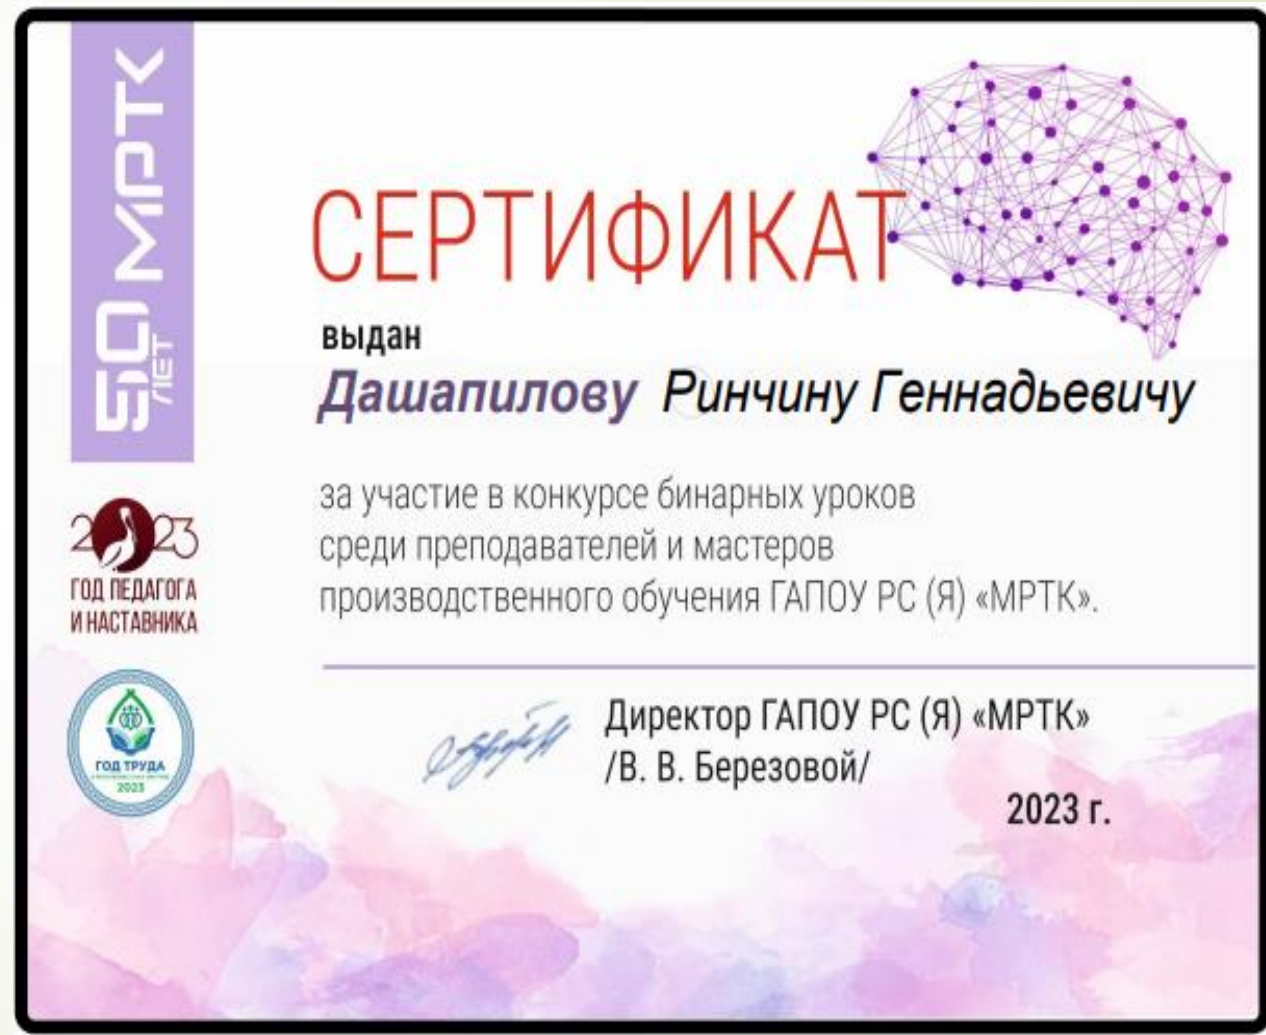 50 МРТК
ЛЕТ
СЕРТИФИКАТ
выдан
Дашапилову Ринчину Геннадьевичу
за участие в конкурсе бинарных уроков
среди преподавателей и мастеров
производственного обучения ГАПОУ РС (Я) «МРТК».
2023
ГОД ПЕДАГОГА
И НАСТАВНИКА
ГОД ТРУДА
2023
Директор ГАПОУ РС (Я) «МРТК»
/В. В. Березовой/
2023 г.